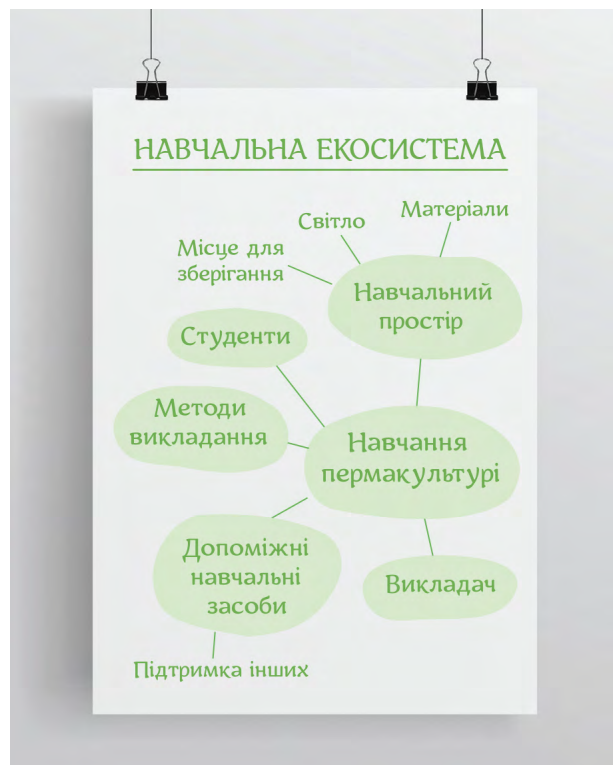 НАВЧАЛЬНА ЕКОСИСТЕМА
Матеріали
Світло
Місце для
зберігання
Навчальний
простір
Студенти
Методи
викладання
Навчання
пермакультурі
Допоміжні
навчальні
засоби
Викладач
Підтримка інших